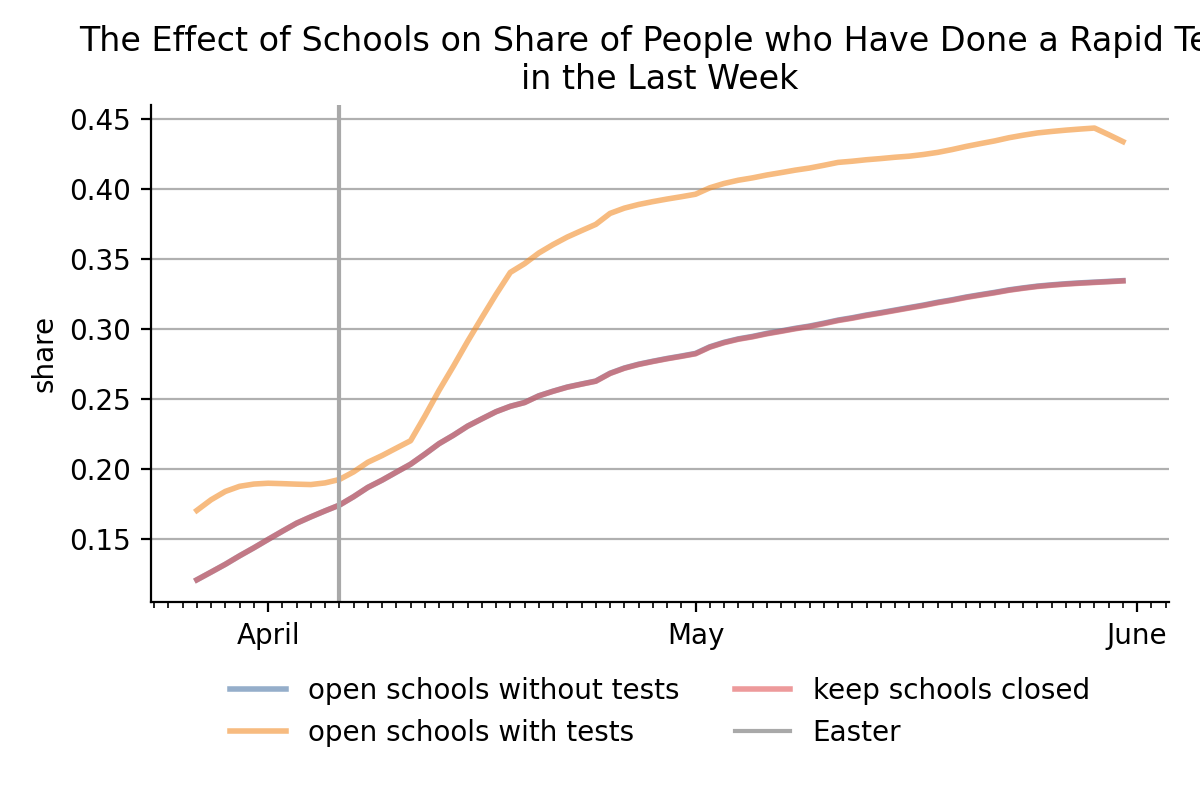 The Effect of Schools on Share of People who Have Done a Rapid Te
in the Last Week
0.45
0.40
0.35
0.30
0.25
0.20
0.15
share
April May June
open schools without tests keep schools closed
open schools with tests Easter